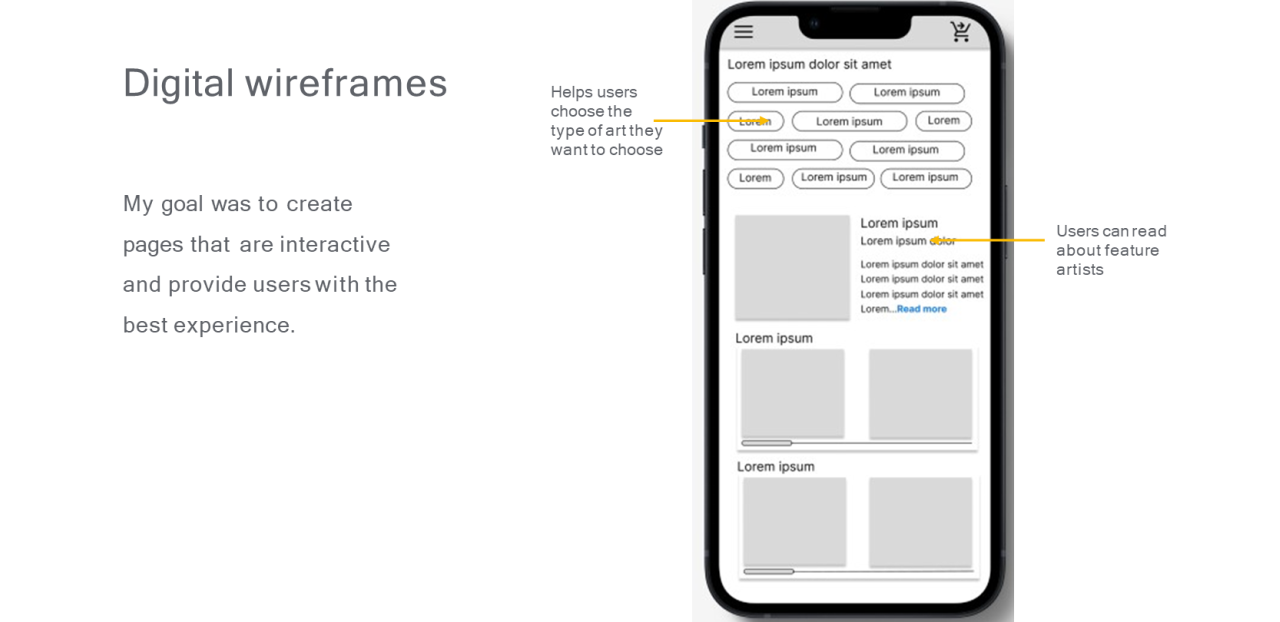 Digital wireframes
My goal was to create
pages that are interactive
and provide users with the
best experience.
Helps users
choose the
type of art they
want to choose
Lorem ipsum dolor sit amet
Lorem ipsum Lorem ipsum
Lorem Lorem ipsum Lorem
Lorem ipsum Lorem ipsum
Lorem Lorem ipsum Lorem ipsum
Lorem ipsum
Lorem ipsum dolor
Lorem ipsum dolor sit amet
Lorem ipsum dolor sit amet
Lorem ipsum dolor sit amet
Lorem...Read more
Lorem ipsum
Lorem ipsum
Users can read
about feature
artists